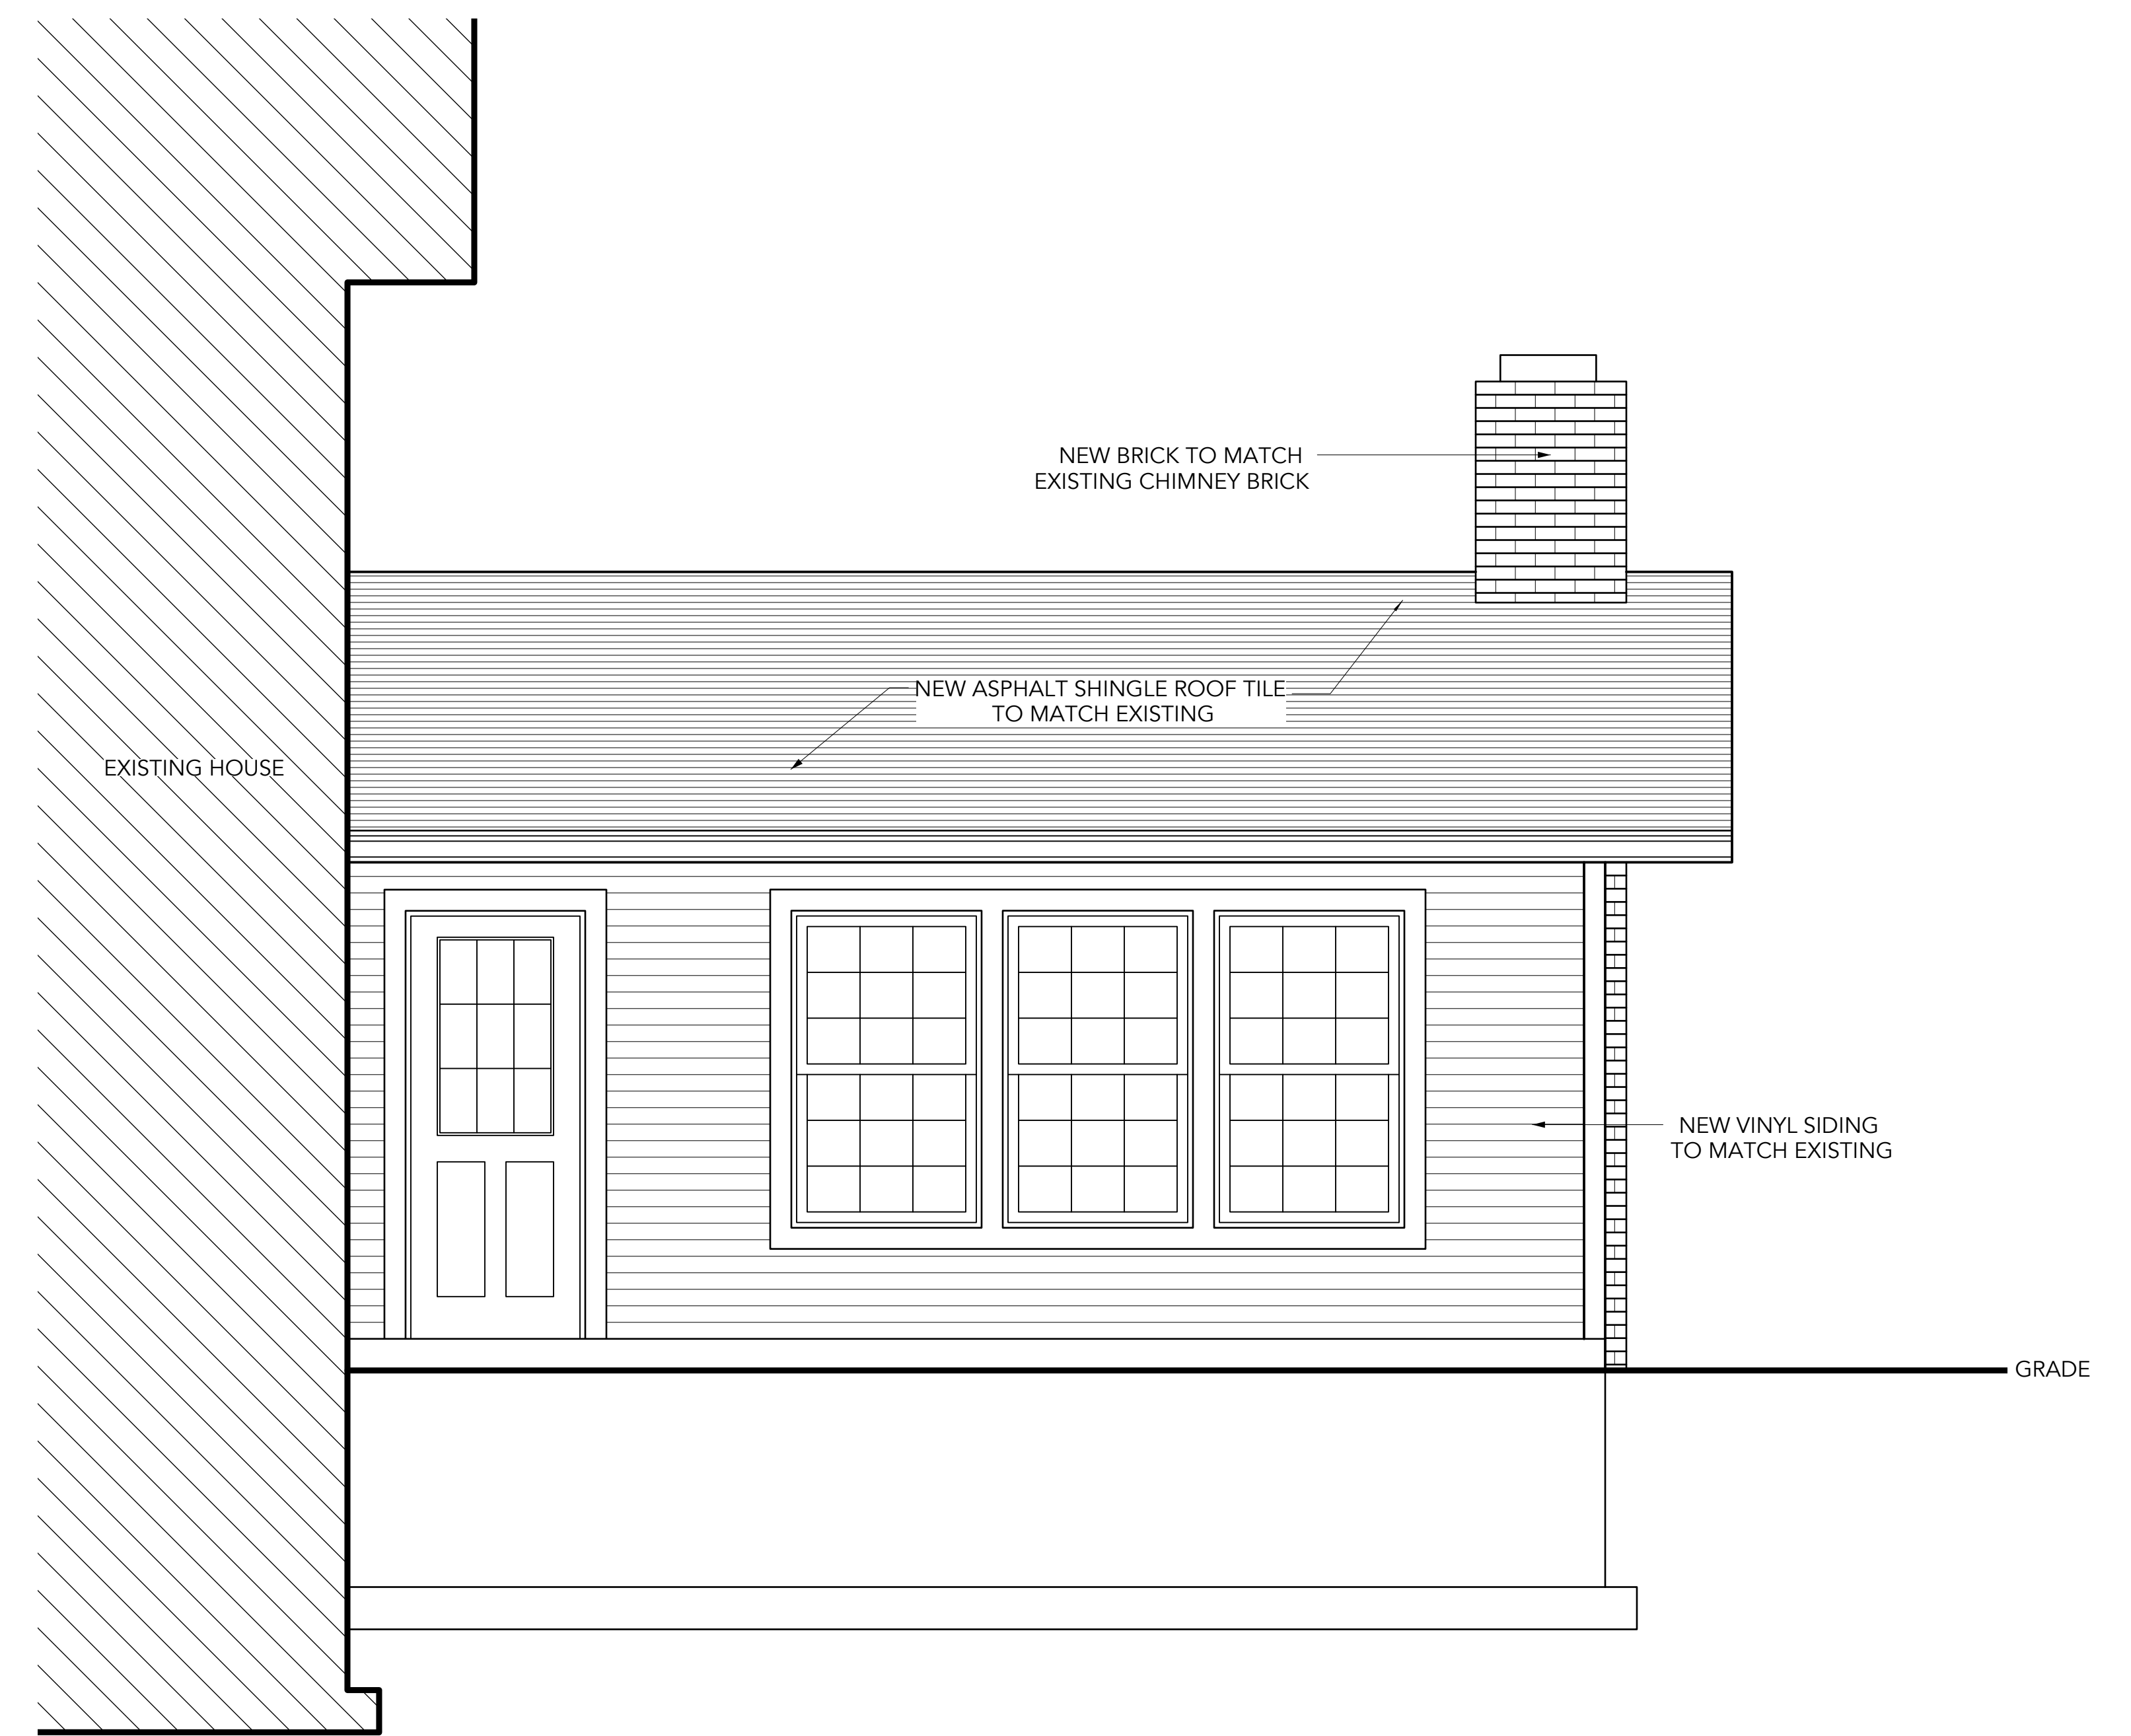 NEW BRICK TO MATCH
EXISTING CHIMNEY BRICK
NEW ASPHALT SHINGLE ROOF TILE
TO MATCH EXISTING
EXISTING HOUSE
NEW VINYL SIDING
TO MATCH EXISTING
GRADE